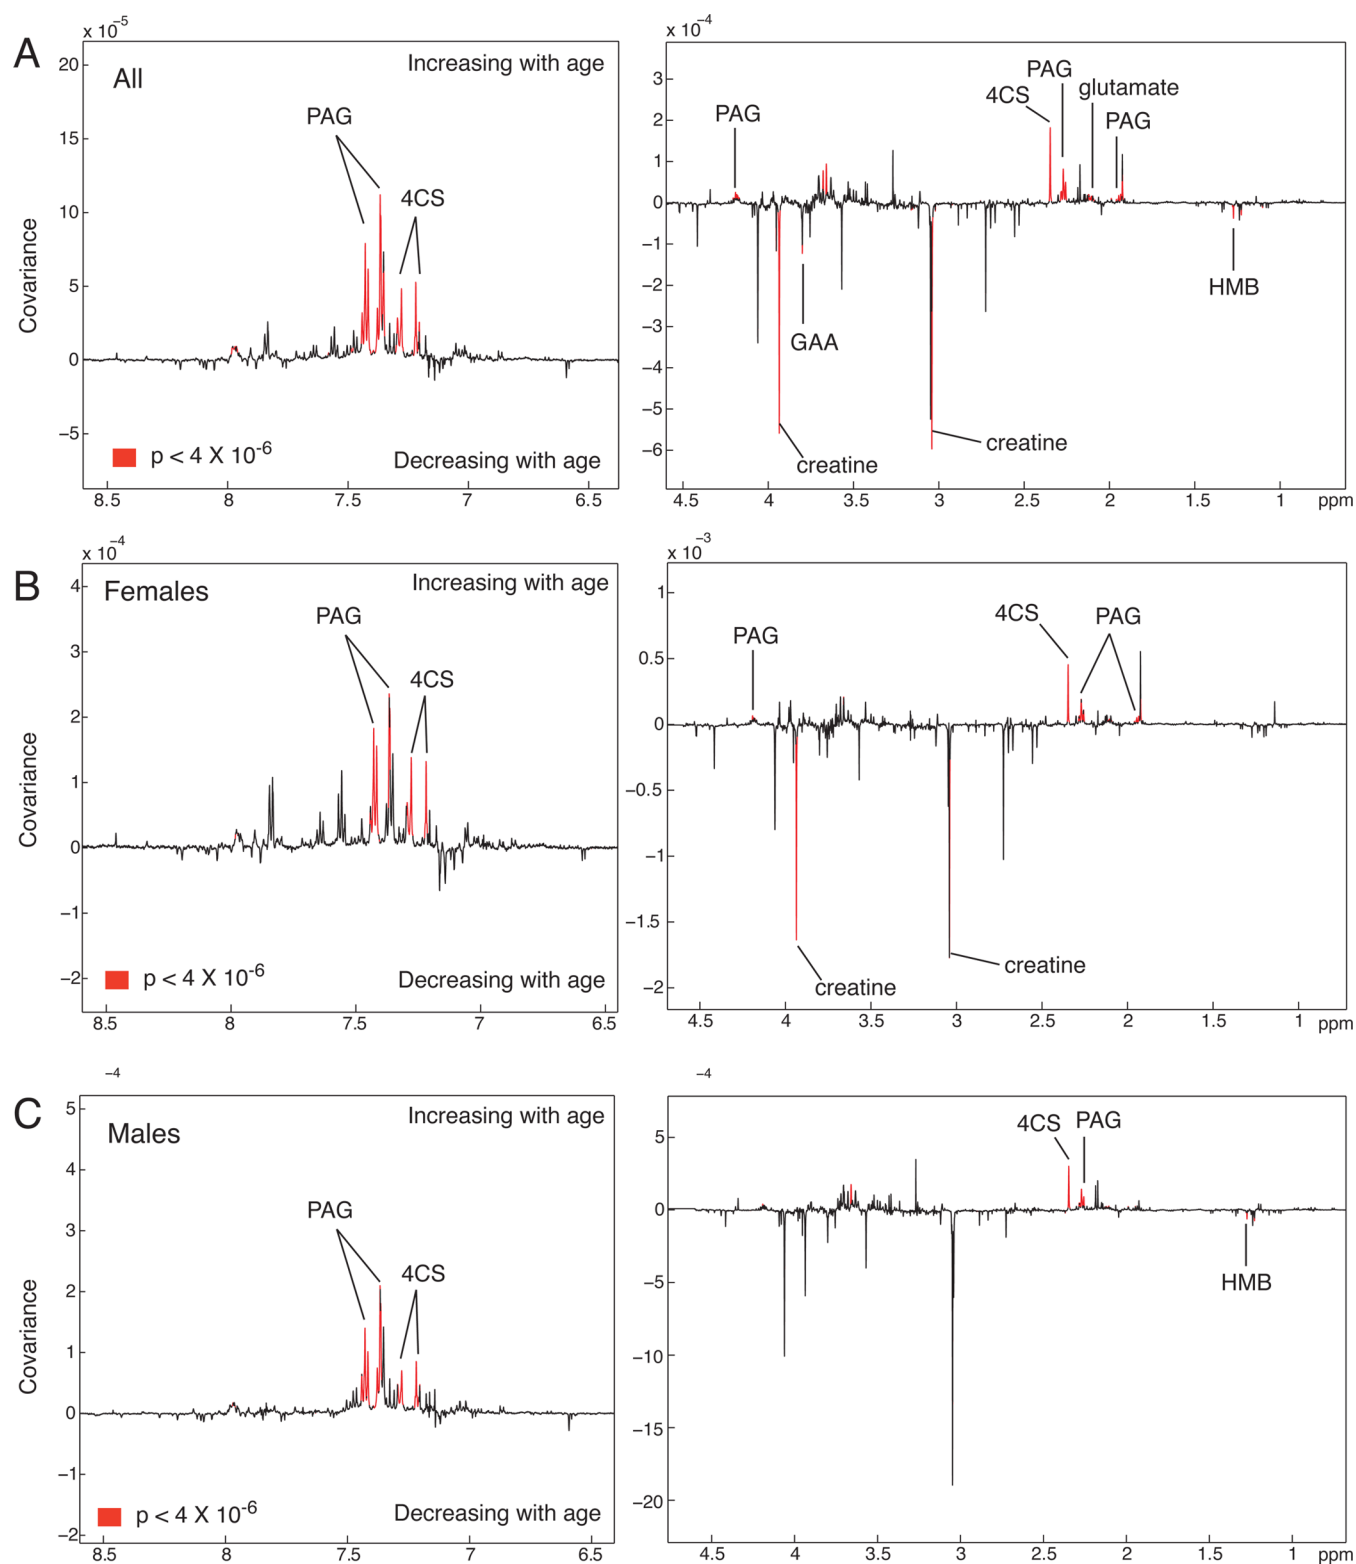 A
x 10⁻⁵
All
Increasing with age
20
15
10
5
0
−5
Covariance
PAG
4CS
p < 4 X 10⁻⁶
Decreasing with age
8.5 8 7.5 7 6.5
x 10⁻⁴
3
2
1
0
−1
−2
−3
−4
−5
−6
PAG
4CS
PAG
glutamate
PAG
GAA
HMB
creatine
creatine
4.5 4 3.5 3 2.5 2 1.5 1 ppm
B
x 10⁻⁴
Females
Increasing with age
4
3
2
1
0
−1
−2
Covariance
PAG
4CS
p < 4 X 10⁻⁶
Decreasing with age
8.5 8 7.5 7 6.5
x 10⁻³
1
0.5
0
−0.5
−1
−1.5
−2
PAG
4CS
PAG
creatine
creatine
4.5 4 3.5 3 2.5 2 1.5 1 ppm
C
−4
Males
Increasing with age
5
4
3
2
1
0
−1
−2
Covariance
PAG
4CS
p < 4 X 10⁻⁶
Decreasing with age
8.5 8 7.5 7 6.5
−4
5
0
−5
−10
−15
−20
4CS
PAG
HMB
4.5 4 3.5 3 2.5 2 1.5 1 ppm